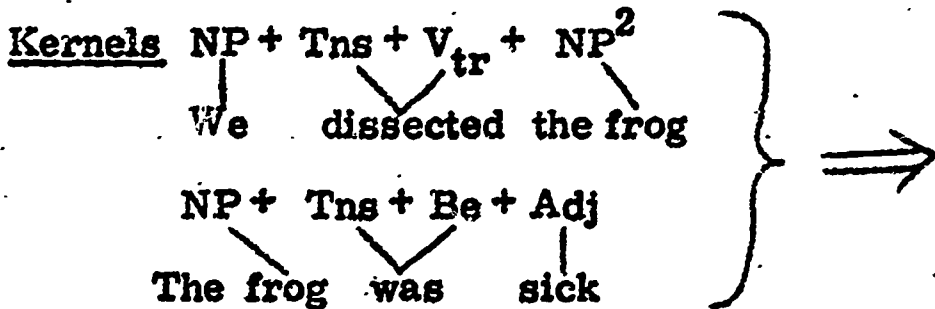 Kernels NP + Tns + V_tr + NP²
We dissected the frog
NP + Tns + Be + Adj
The frog was sick